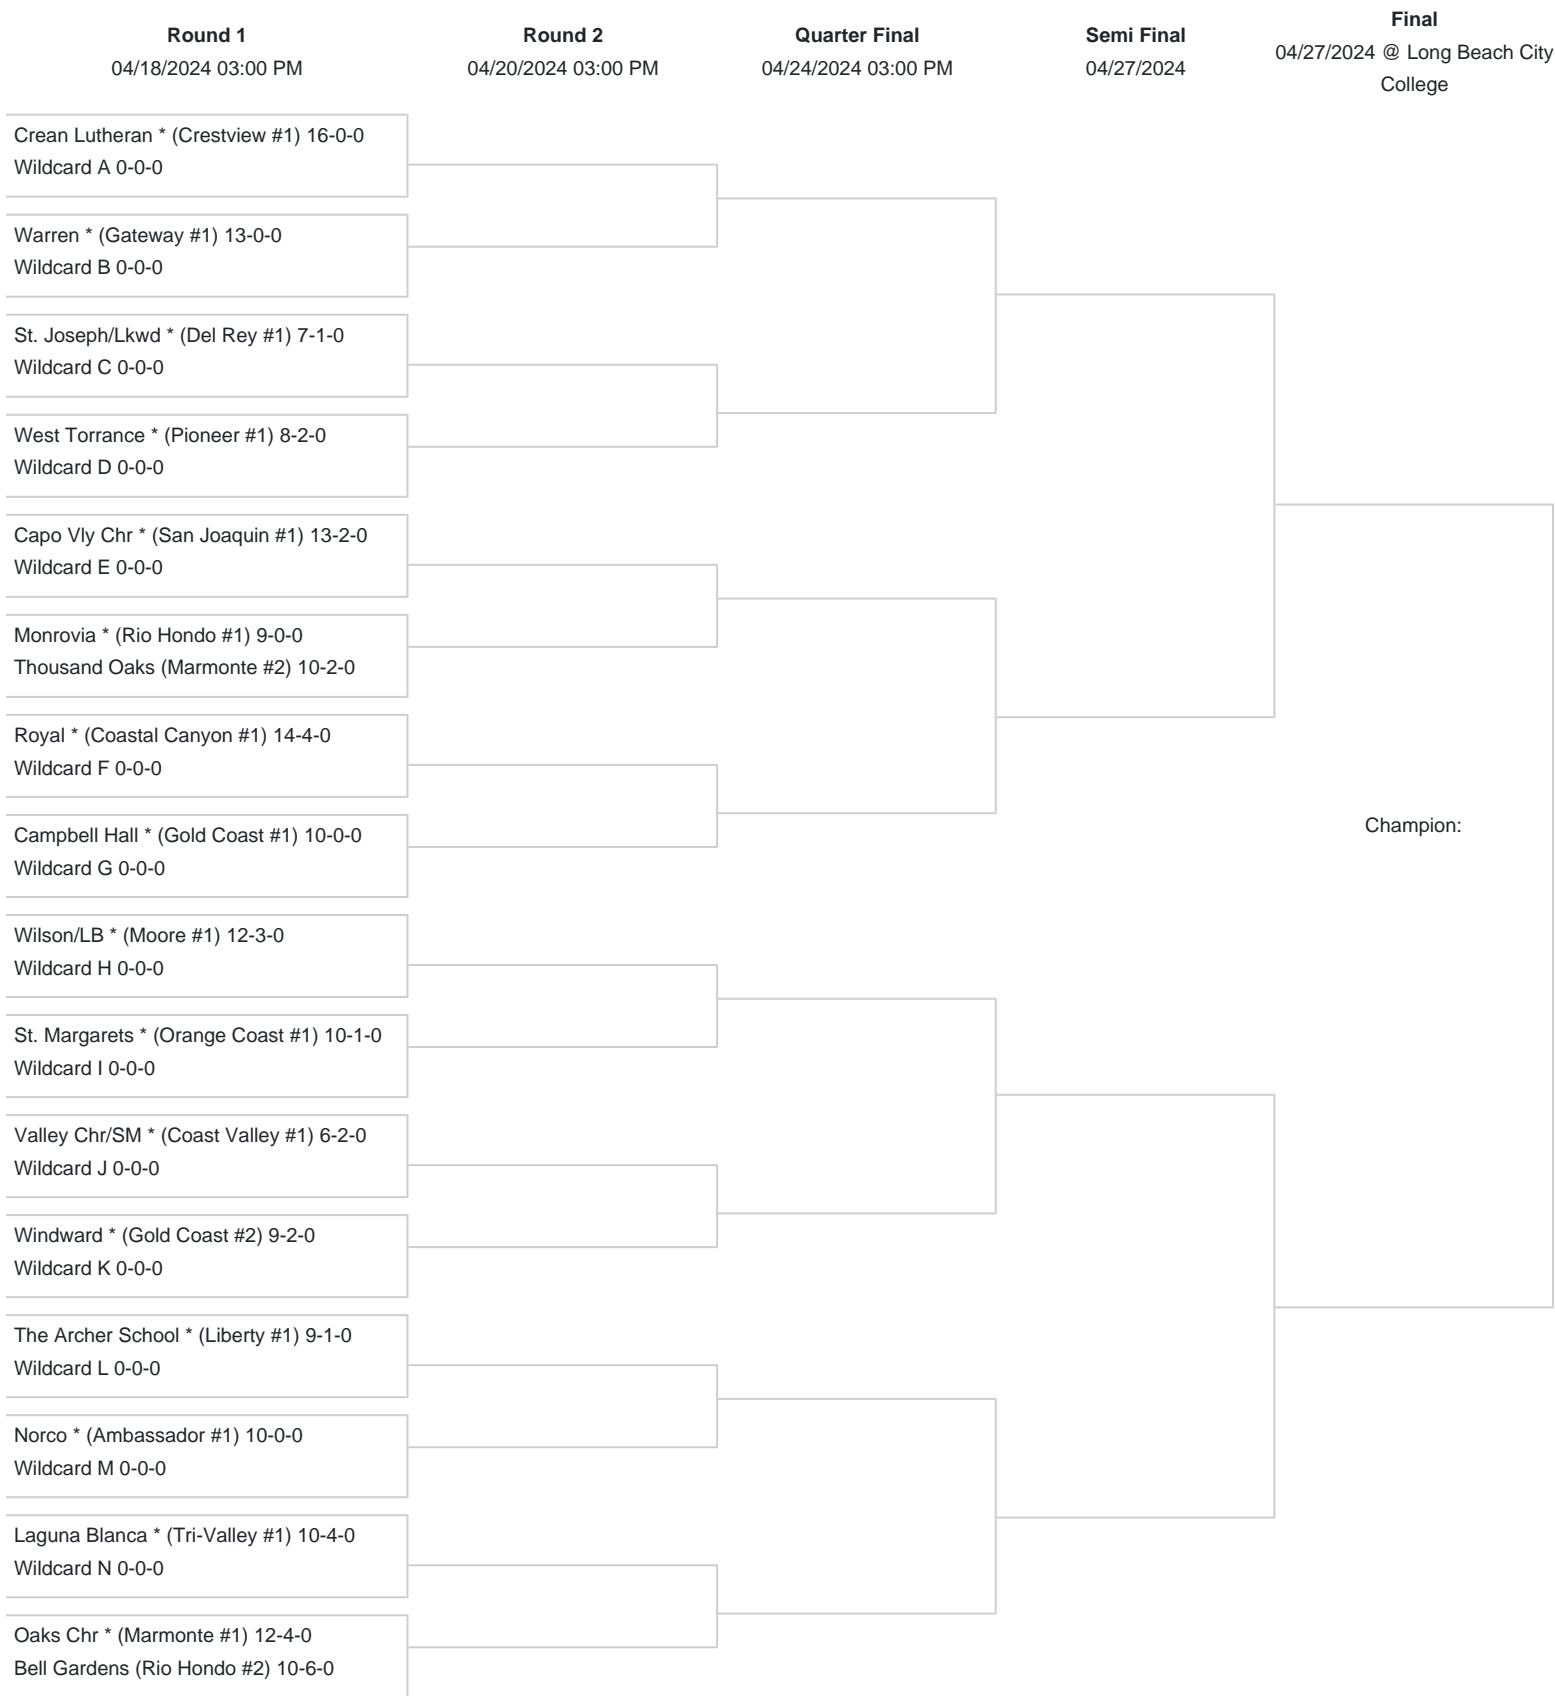 Round 1
04/18/2024 03:00 PM
Round 2
04/20/2024 03:00 PM
Quarter Final
04/24/2024 03:00 PM
Semi Final
04/27/2024
Final
04/27/2024 @ Long Beach City
College
Crean Lutheran * (Crestview #1) 16-0-0
Wildcard A 0-0-0
Warren * (Gateway #1) 13-0-0
Wildcard B 0-0-0
St. Joseph/Lkwd * (Del Rey #1) 7-1-0
Wildcard C 0-0-0
West Torrance * (Pioneer #1) 8-2-0
Wildcard D 0-0-0
Capo Vly Chr * (San Joaquin #1) 13-2-0
Wildcard E 0-0-0
Monrovia * (Rio Hondo #1) 9-0-0
Thousand Oaks (Marmonte #2) 10-2-0
Royal * (Coastal Canyon #1) 14-4-0
Wildcard F 0-0-0
Campbell Hall * (Gold Coast #1) 10-0-0
Wildcard G 0-0-0
Champion:
Wilson/LB * (Moore #1) 12-3-0
Wildcard H 0-0-0
St. Margarets * (Orange Coast #1) 10-1-0
Wildcard I 0-0-0
Valley Chr/SM * (Coast Valley #1) 6-2-0
Wildcard J 0-0-0
Windward * (Gold Coast #2) 9-2-0
Wildcard K 0-0-0
The Archer School * (Liberty #1) 9-1-0
Wildcard L 0-0-0
Norco * (Ambassador #1) 10-0-0
Wildcard M 0-0-0
Laguna Blanca * (Tri-Valley #1) 10-4-0
Wildcard N 0-0-0
Oaks Chr * (Marmonte #1) 12-4-0
Bell Gardens (Rio Hondo #2) 10-6-0